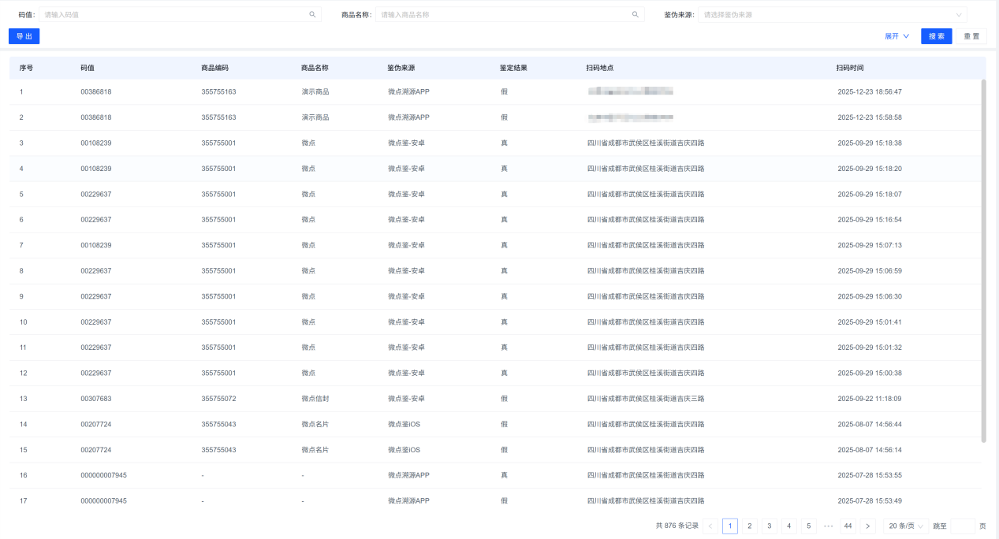 码值: 请输入码值 商品名称: 请输入商品名称 鉴伪来源: 请选择鉴伪来源
导出 展开 搜索 重置
序号 码值 商品编码 商品名称 鉴伪来源 鉴定结果 扫码地点 扫码时间
1 00386818 355755163 演示商品 微点溯源APP 假 2025-12-23 18:56:47
2 00386818 355755163 演示商品 微点溯源APP 假 2025-12-23 15:58:58
3 00108239 355755001 微点 微点鉴-安卓 真 四川省成都市武侯区桂溪街道吉庆四路 2025-09-29 15:18:38
4 00108239 355755001 微点 微点鉴-安卓 真 四川省成都市武侯区桂溪街道吉庆四路 2025-09-29 15:18:20
5 00229637 355755001 微点 微点鉴-安卓 真 四川省成都市武侯区桂溪街道吉庆四路 2025-09-29 15:18:07
6 00229637 355755001 微点 微点鉴-安卓 真 四川省成都市武侯区桂溪街道吉庆四路 2025-09-29 15:16:54
7 00108239 355755001 微点 微点鉴-安卓 真 四川省成都市武侯区桂溪街道吉庆四路 2025-09-29 15:07:13
8 00229637 355755001 微点 微点鉴-安卓 真 四川省成都市武侯区桂溪街道吉庆四路 2025-09-29 15:06:59
9 00229637 355755001 微点 微点鉴-安卓 真 四川省成都市武侯区桂溪街道吉庆四路 2025-09-29 15:06:30
10 00229637 355755001 微点 微点鉴-安卓 真 四川省成都市武侯区桂溪街道吉庆四路 2025-09-29 15:01:41
11 00229637 355755001 微点 微点鉴-安卓 真 四川省成都市武侯区桂溪街道吉庆四路 2025-09-29 15:01:32
12 00229637 355755001 微点 微点鉴-安卓 真 四川省成都市武侯区桂溪街道吉庆四路 2025-09-29 15:00:38
13 00307683 355755072 微点信封 微点鉴-安卓 假 四川省成都市武侯区桂溪街道吉庆三路 2025-09-22 11:18:09
14 00207724 355755043 微点名片 微点鉴iOS 假 四川省成都市武侯区桂溪街道吉庆四路 2025-08-07 14:56:44
15 00207724 355755043 微点名片 微点鉴iOS 假 四川省成都市武侯区桂溪街道吉庆四路 2025-08-07 14:56:14
16 000000007945 - - 微点溯源APP 真 四川省成都市武侯区桂溪街道吉庆四路 2025-07-28 15:53:55
17 000000007945 - - 微点溯源APP 假 四川省成都市武侯区桂溪街道吉庆四路 2025-07-28 15:53:49
共 876 条记录 < 1 2 3 4 5 ··· 44 > 20 条/页 跳至 页